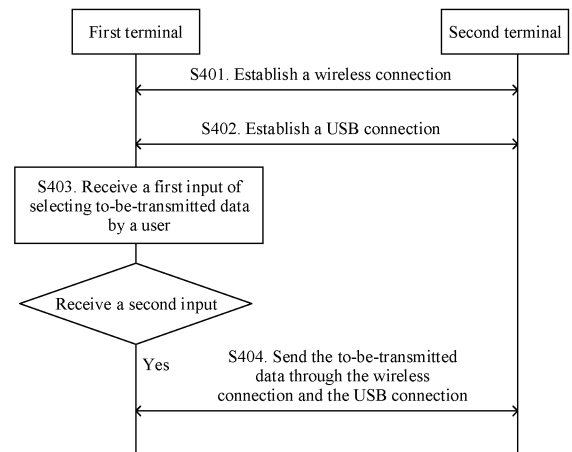 First terminal
Second terminal
S401. Establish a wireless connection
S402. Establish a USB connection
S403. Receive a first input of
selecting to-be-transmitted data
by a user
Receive a second input
Yes
S404. Send the to-be-transmitted
data through the wireless
connection and the USB connection